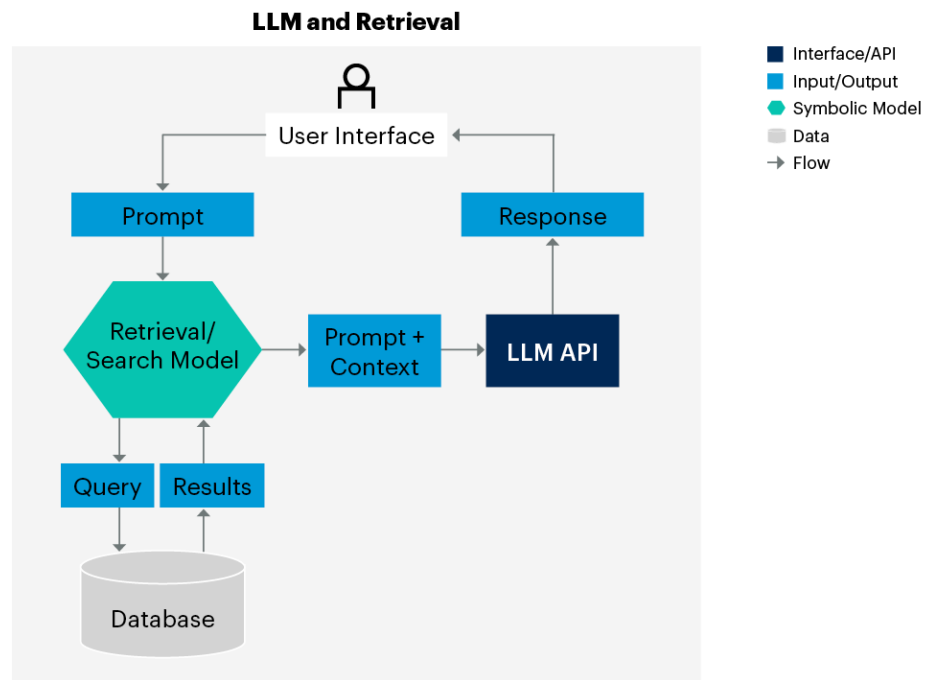 LLM and Retrieval
Interface/API
Input/Output
Symbolic Model
Data
Flow
User Interface
Prompt
Response
Retrieval/
Search Model
Prompt +
Context
LLM API
Query
Results
Database